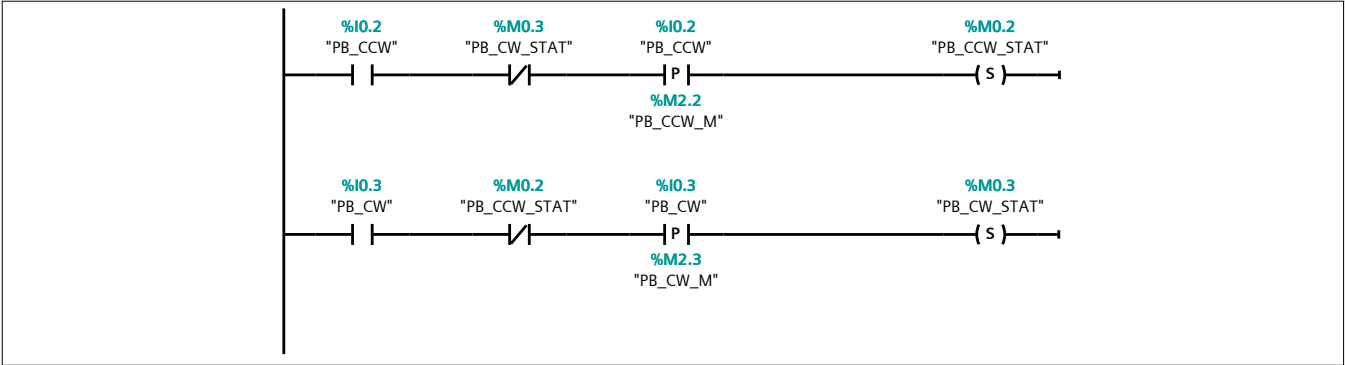 %I0.2 %M0.3 %I0.2 %M0.2
"PB_CCW" "PB_CW_STAT" "PB_CCW" "PB_CCW_STAT"
P S
%M2.2
"PB_CCW_M"
%I0.3 %M0.2 %I0.3 %M0.3
"PB_CW" "PB_CCW_STAT" "PB_CW" "PB_CW_STAT"
P S
%M2.3
"PB_CW_M"